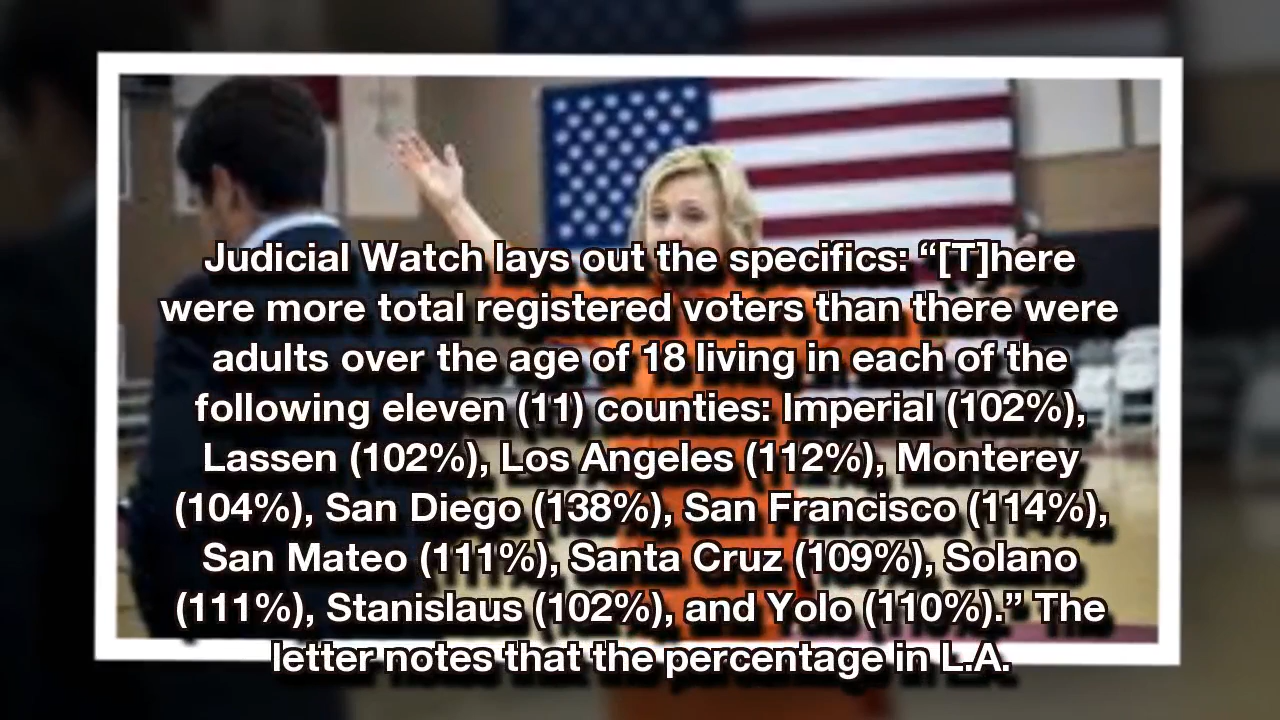 Judicial Watch lays out the specifics: “[T]here
were more total registered voters than there were
adults over the age of 18 living in each of the
following eleven (11) counties: Imperial (102%),
Lassen (102%), Los Angeles (112%), Monterey
(104%), San Diego (138%), San Francisco (114%),
San Mateo (111%), Santa Cruz (109%), Solano
(111%), Stanislaus (102%), and Yolo (110%).” The
letter notes that the percentage in L.A.